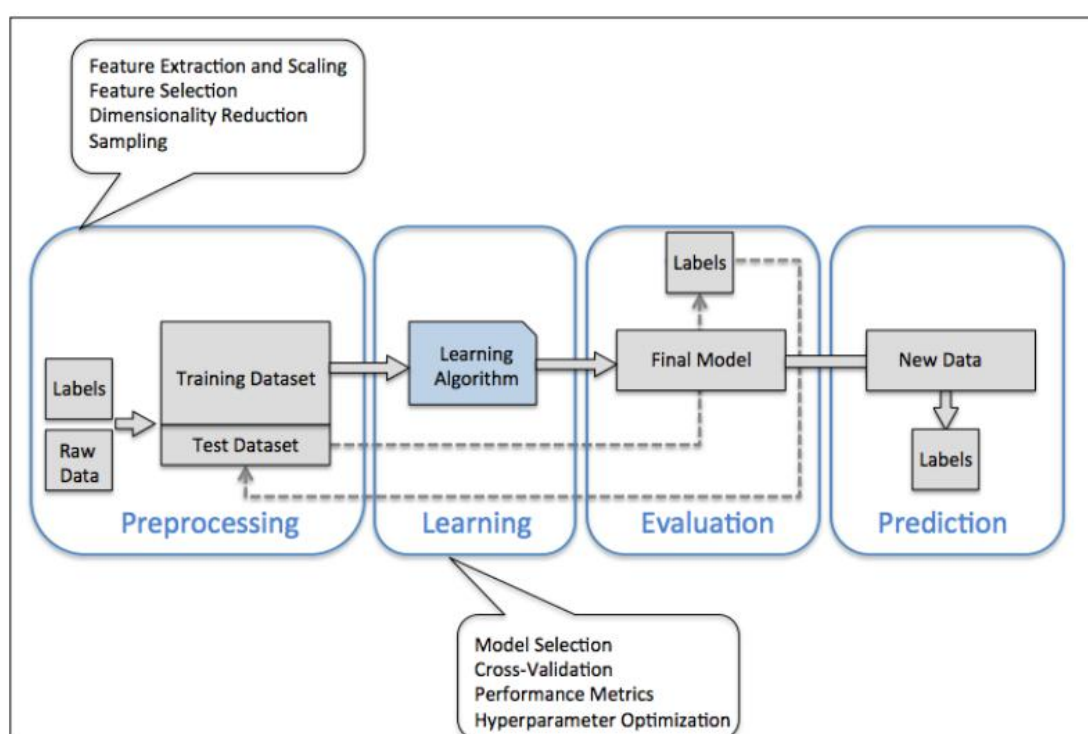 Feature Extraction and Scaling
Feature Selection
Dimensionality Reduction
Sampling
Labels
Raw
Data
Training Dataset
Test Dataset
Preprocessing
Learning
Algorithm
Learning
Labels
Final Model
Evaluation
New Data
Labels
Prediction
Model Selection
Cross-Validation
Performance Metrics
Hyperparameter Optimization